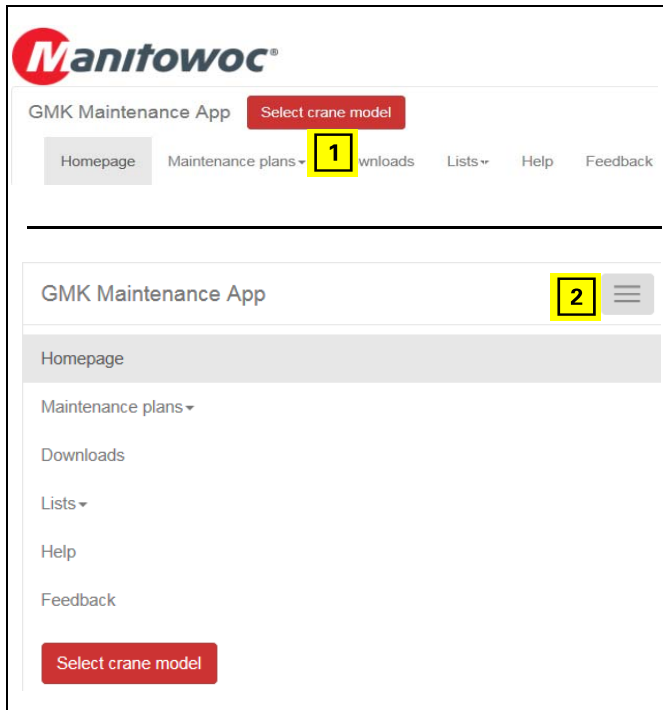 Manitowoc®
GMK Maintenance App Select crane model
Homepage Maintenance plans 1 wnloads Lists Help Feedback
GMK Maintenance App 2
Homepage
Maintenance plans
Downloads
Lists
Help
Feedback
Select crane model